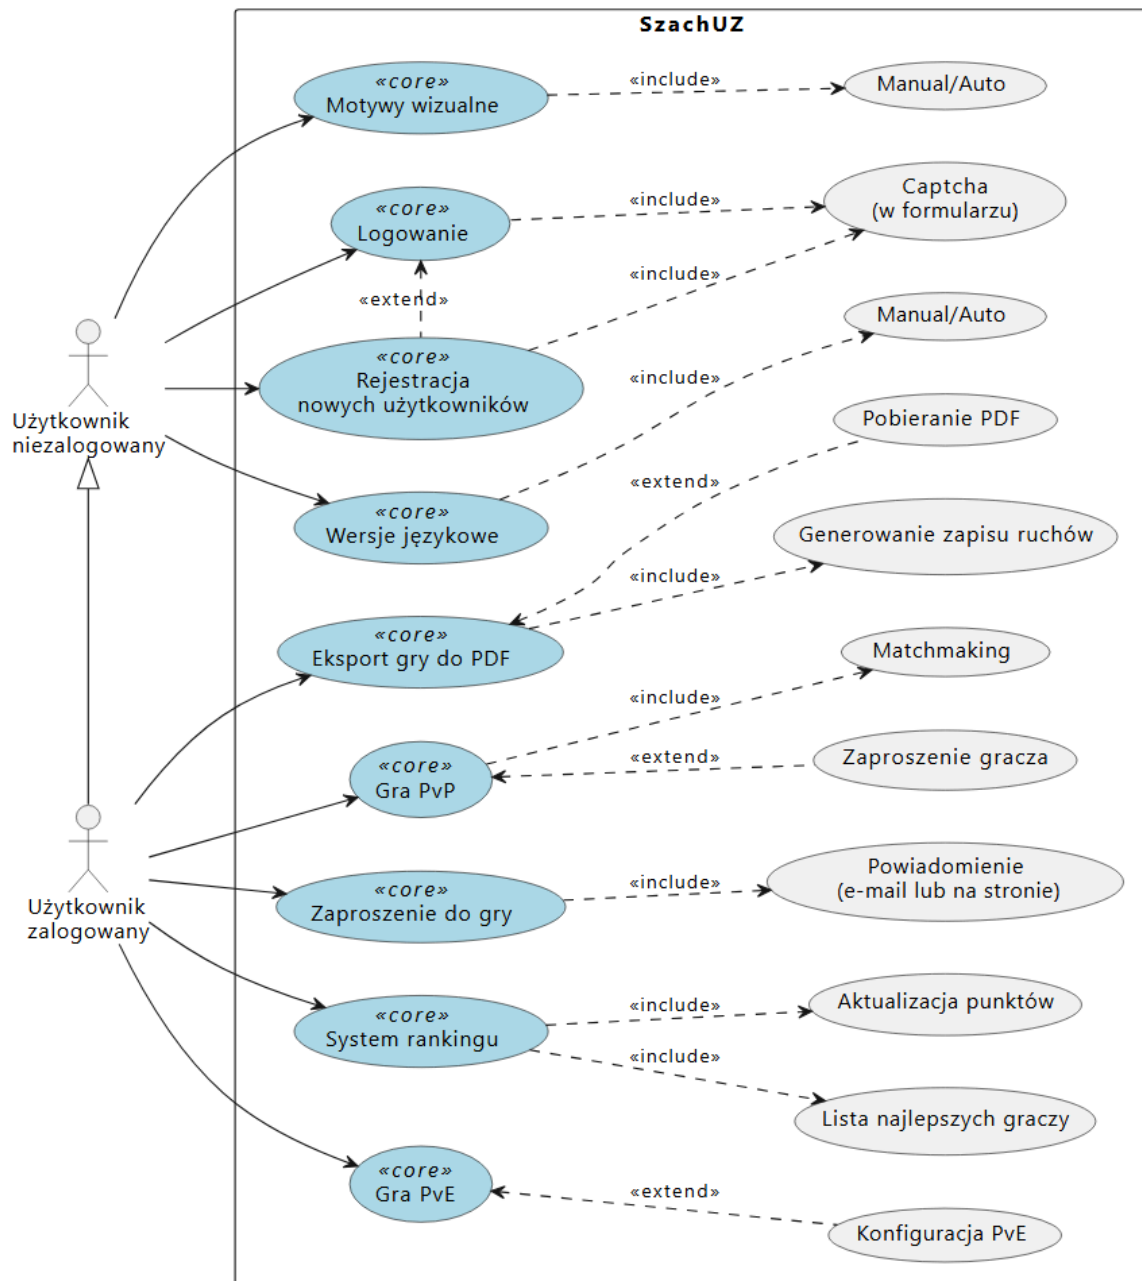 SzachUZ
«core»
Motywy wizualne
«include»
Manual/Auto
«core»
Logowanie
«include»
Captcha
(w formularzu)
«extend»
«include»
«core»
Rejestracja
nowych użytkowników
Manual/Auto
«include»
Użytkownik
niezalogowany
Pobieranie PDF
«extend»
«core»
Wersje językowe
Generowanie zapisu ruchów
«include»
«core»
Eksport gry do PDF
Matchmaking
«include»
«core»
Gra PvP
«extend»
Zaproszenie gracza
Użytkownik
zalogowany
«core»
Zaproszenie do gry
«include»
Powiadomienie
(e-mail lub na stronie)
«core»
System rankingu
«include»
Aktualizacja punktów
«include»
Lista najlepszych graczy
«core»
Gra PvE
«extend»
Konfiguracja PvE